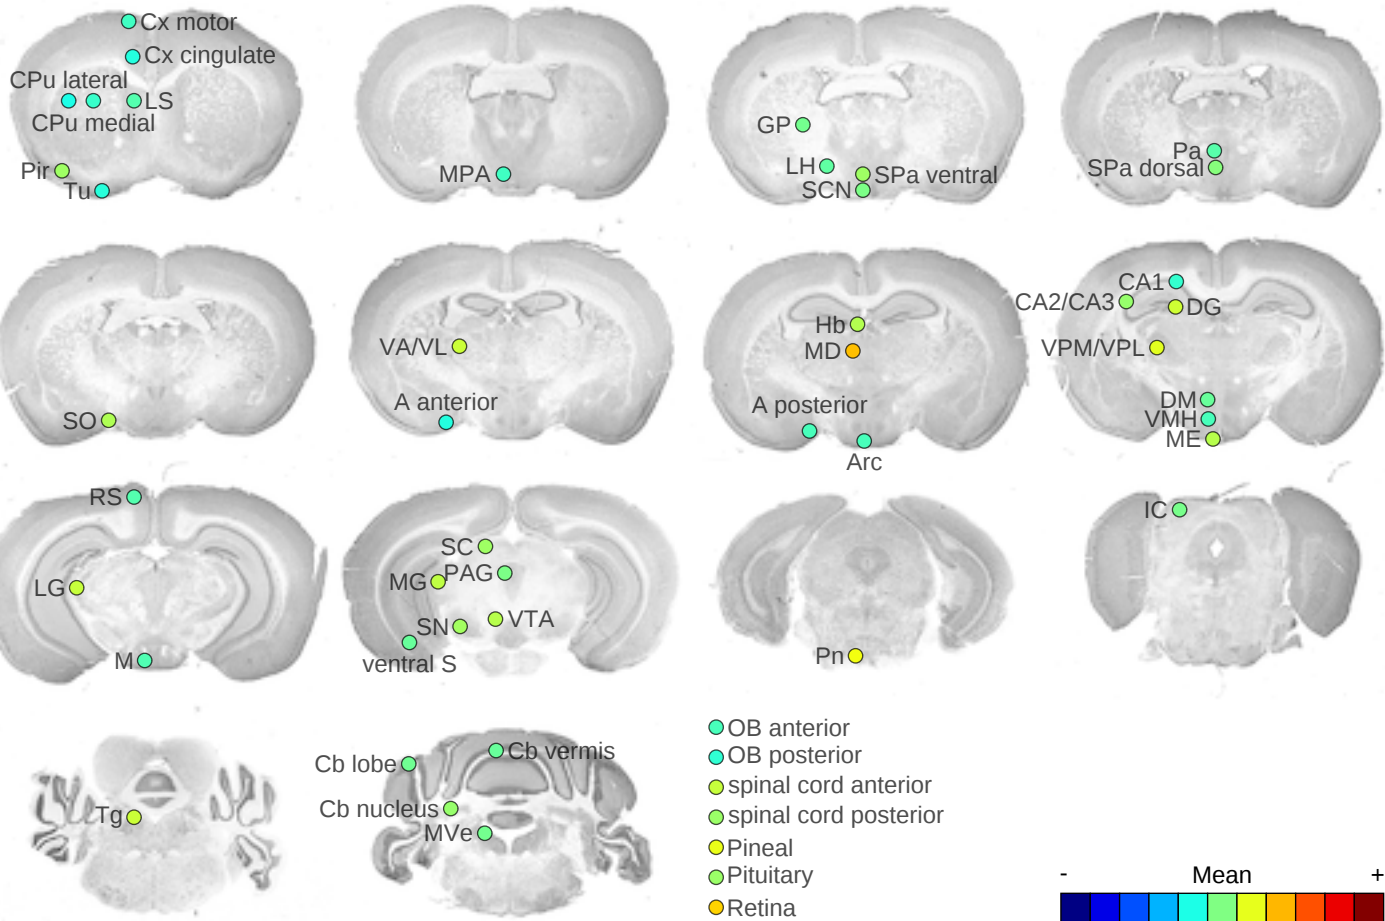 Cx motor
Cx cingulate
CPu lateral
LS
CPu medial
Pir
Tu
MPA
GP
LH
SPa ventral
SCN
Pa
SPa dorsal
SO
VA/VL
A anterior
Hb
MD
A posterior
Arc
CA1
CA2/CA3
DG
VPM/VPL
DM
VMH
ME
RS
LG
M
SC
PAG
MG
VTA
SN
ventral S
Pn
IC
Tg
Cb vermis
Cb lobe
Cb nucleus
MVe
OB anterior
OB posterior
spinal cord anterior
spinal cord posterior
Pineal
Pituitary
Retina
- Mean +